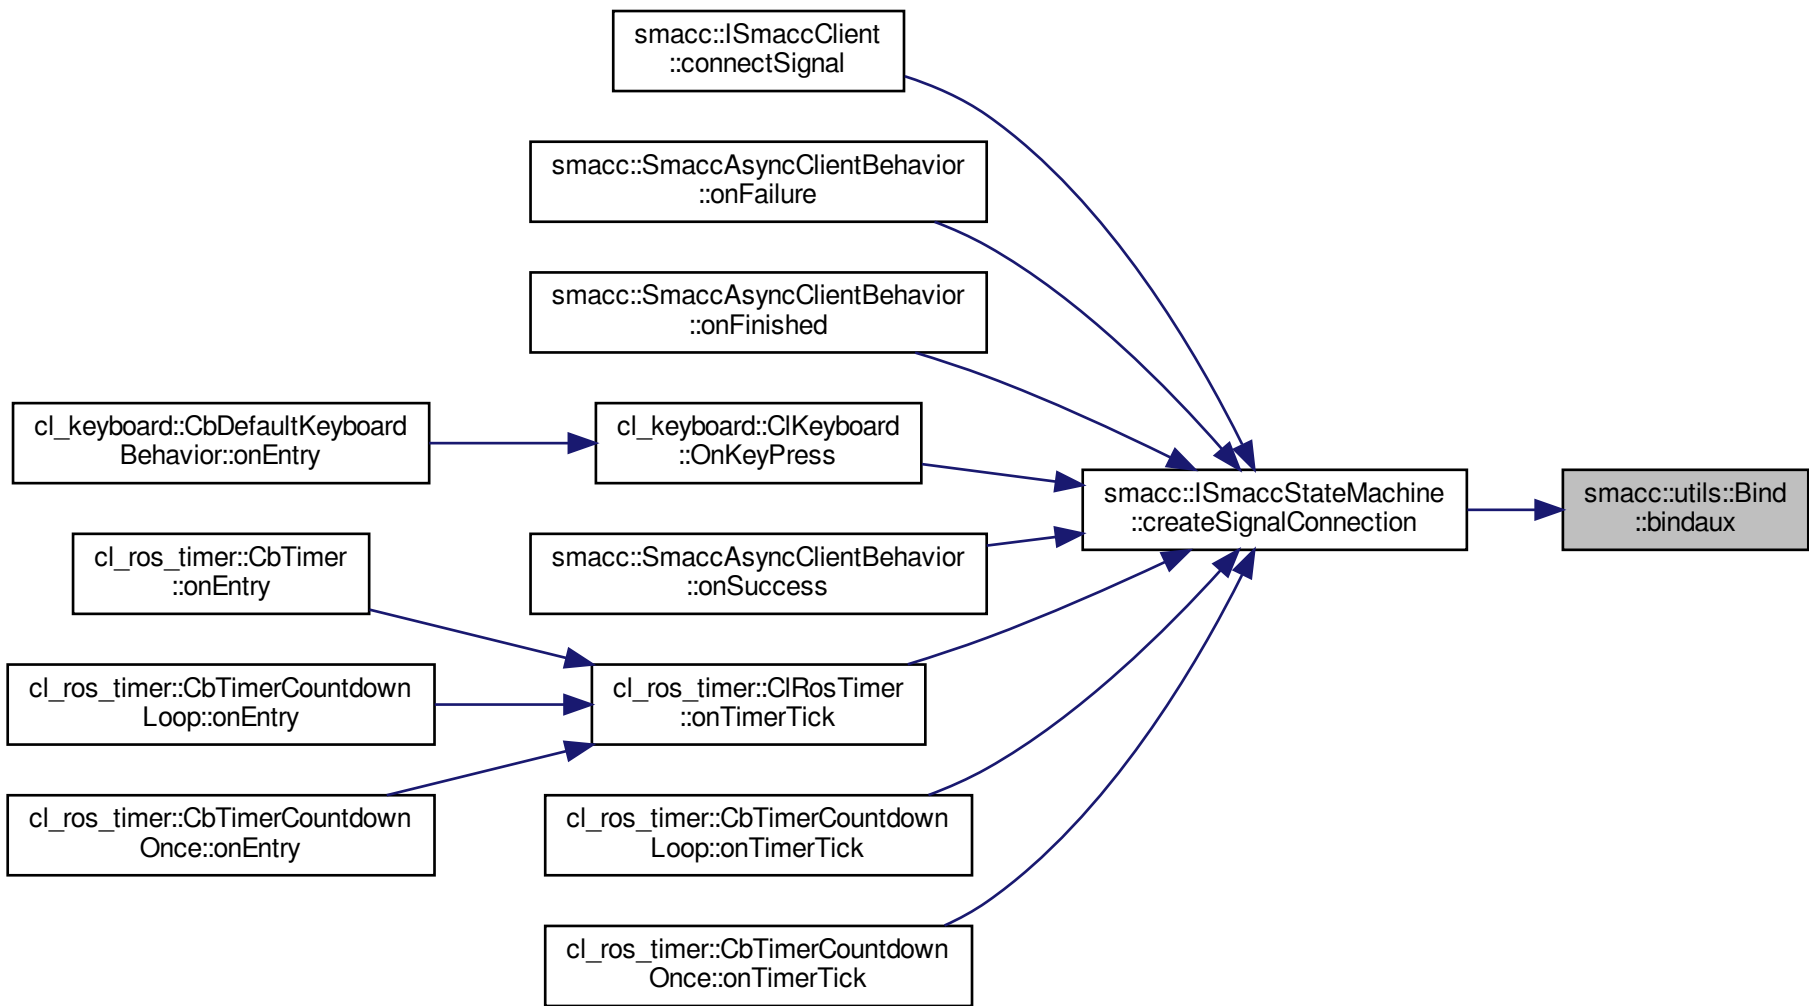 smacc::ISmaccClient
::connectSignal
smacc::SmaccAsyncClientBehavior
::onFailure
smacc::SmaccAsyncClientBehavior
::onFinished
cl_keyboard::CbDefaultKeyboard
Behavior::onEntry
cl_keyboard::ClKeyboard
::OnKeyPress
smacc::ISmaccStateMachine
::createSignalConnection
smacc::utils::Bind
::bindaux
cl_ros_timer::CbTimer
::onEntry
smacc::SmaccAsyncClientBehavior
::onSuccess
cl_ros_timer::CbTimerCountdown
Loop::onEntry
cl_ros_timer::ClRosTimer
::onTimerTick
cl_ros_timer::CbTimerCountdown
Once::onEntry
cl_ros_timer::CbTimerCountdown
Loop::onTimerTick
cl_ros_timer::CbTimerCountdown
Once::onTimerTick